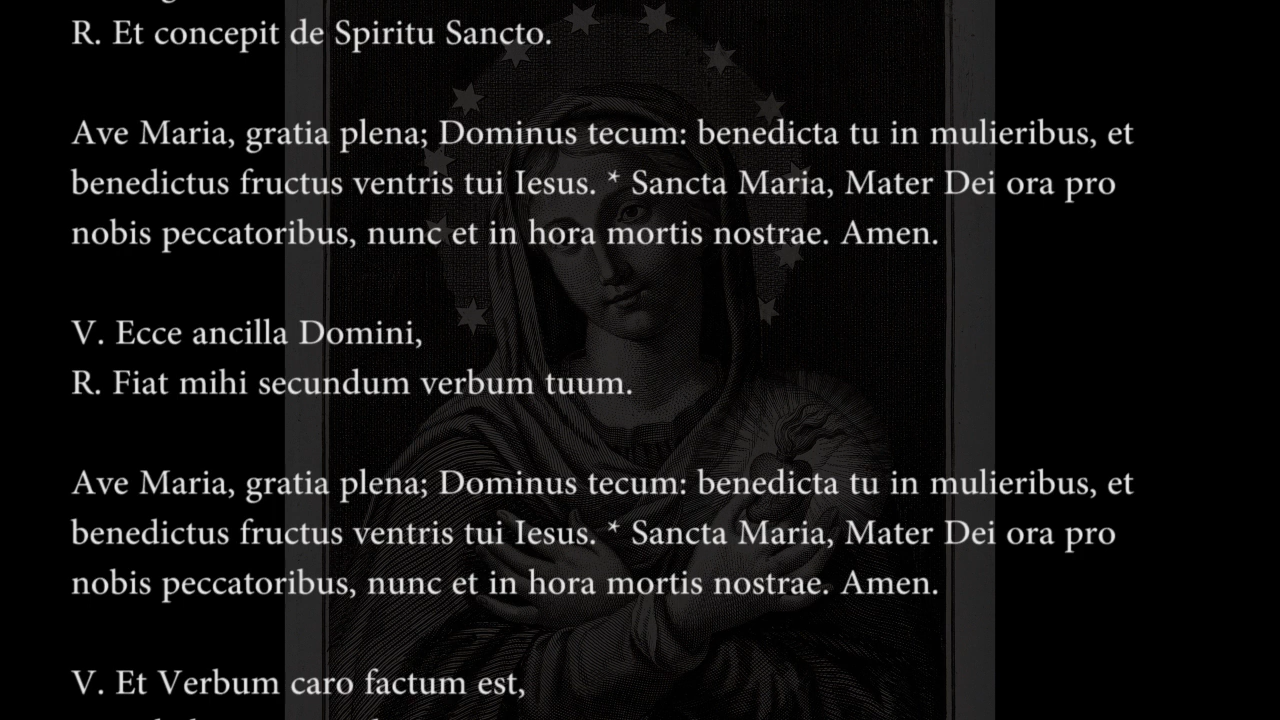 R. Et concepit de Spiritu Sancto.
Ave Maria, gratia plena; Dominus tecum: benedicta tu in mulieribus, et
benedictus fructus ventris tui Iesus. * Sancta Maria, Mater Dei ora pro
nobis peccatoribus, nunc et in hora mortis nostrae. Amen.
V. Ecce ancilla Domini,
R. Fiat mihi secundum verbum tuum.
Ave Maria, gratia plena; Dominus tecum: benedicta tu in mulieribus, et
benedictus fructus ventris tui Iesus. * Sancta Maria, Mater Dei ora pro
nobis peccatoribus, nunc et in hora mortis nostrae. Amen.
V. Et Verbum caro factum est,